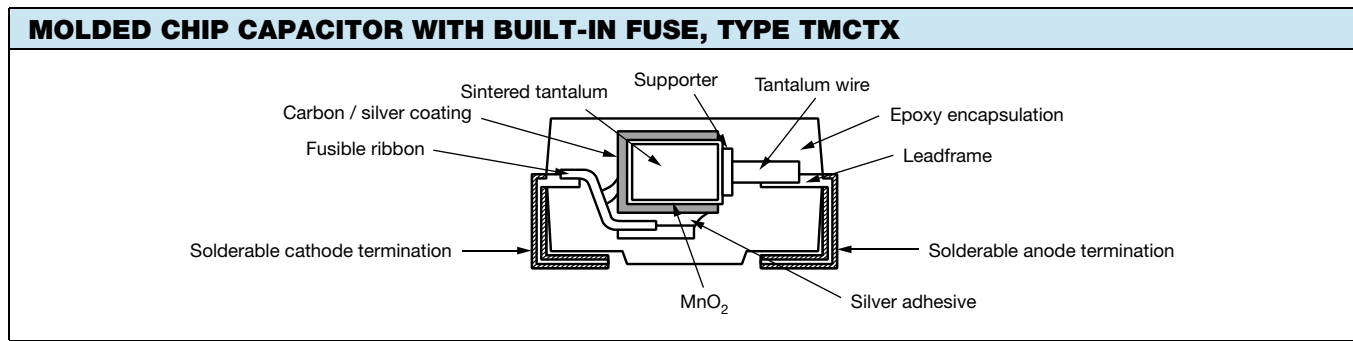 MOLDED CHIP CAPACITOR WITH BUILT-IN FUSE, TYPE TMCTX
Supporter
Sintered tantalum
Tantalum wire
Carbon / silver coating
Epoxy encapsulation
Fusible ribbon
Leadframe
Solderable cathode termination
Solderable anode termination
MnO₂
Silver adhesive